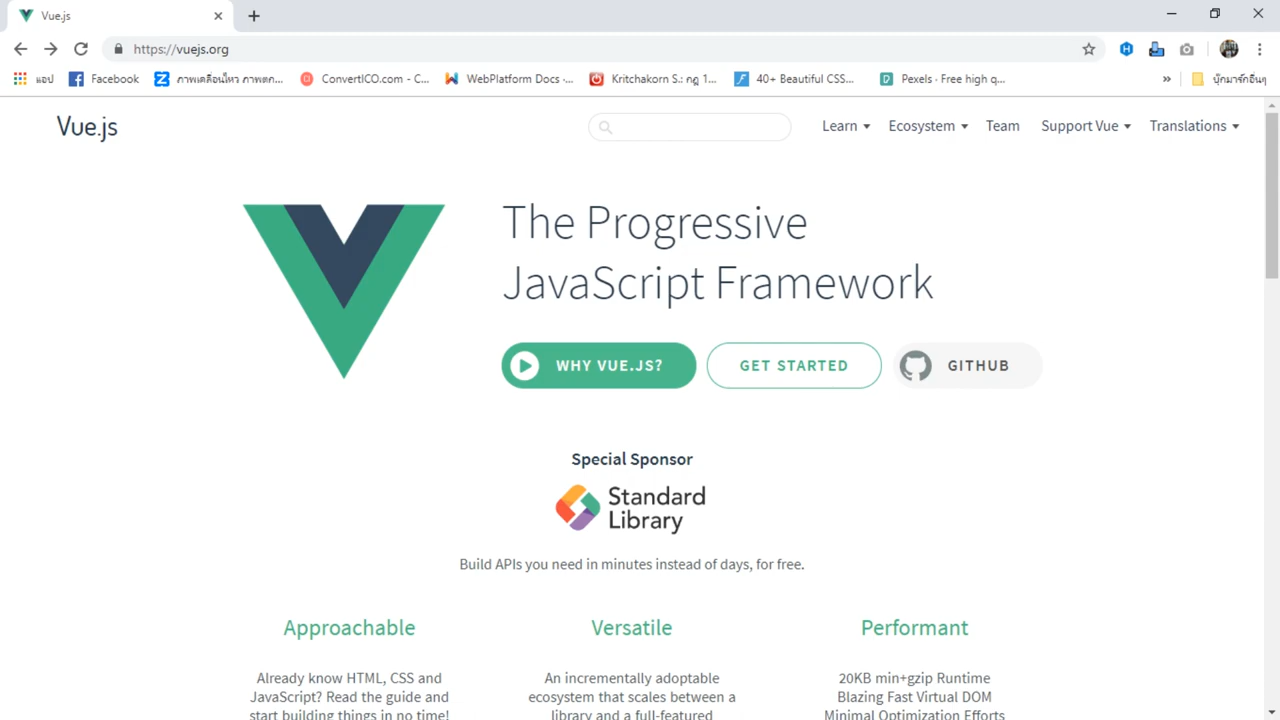 Vue.js
https://vuejs.org
แอป Facebook ภาพเคลื่อนไหว ภาพตก... ConvertICO.com - C... WebPlatform Docs ·... Kritchakorn S.: กฎ 1... 40+ Beautiful CSS... Pexels · Free high q... » บุ๊กมาร์กอื่นๆ
Vue.js Learn Ecosystem Team Support Vue Translations
The Progressive
JavaScript Framework
WHY VUE.JS? GET STARTED GITHUB
Special Sponsor
Standard
Library
Build APIs you need in minutes instead of days, for free.
Approachable Versatile Performant
Already know HTML, CSS and An incrementally adoptable 20KB min+gzip Runtime
JavaScript? Read the guide and ecosystem that scales between a Blazing Fast Virtual DOM
start building things in no time! library and a full-featured Minimal Optimization Efforts